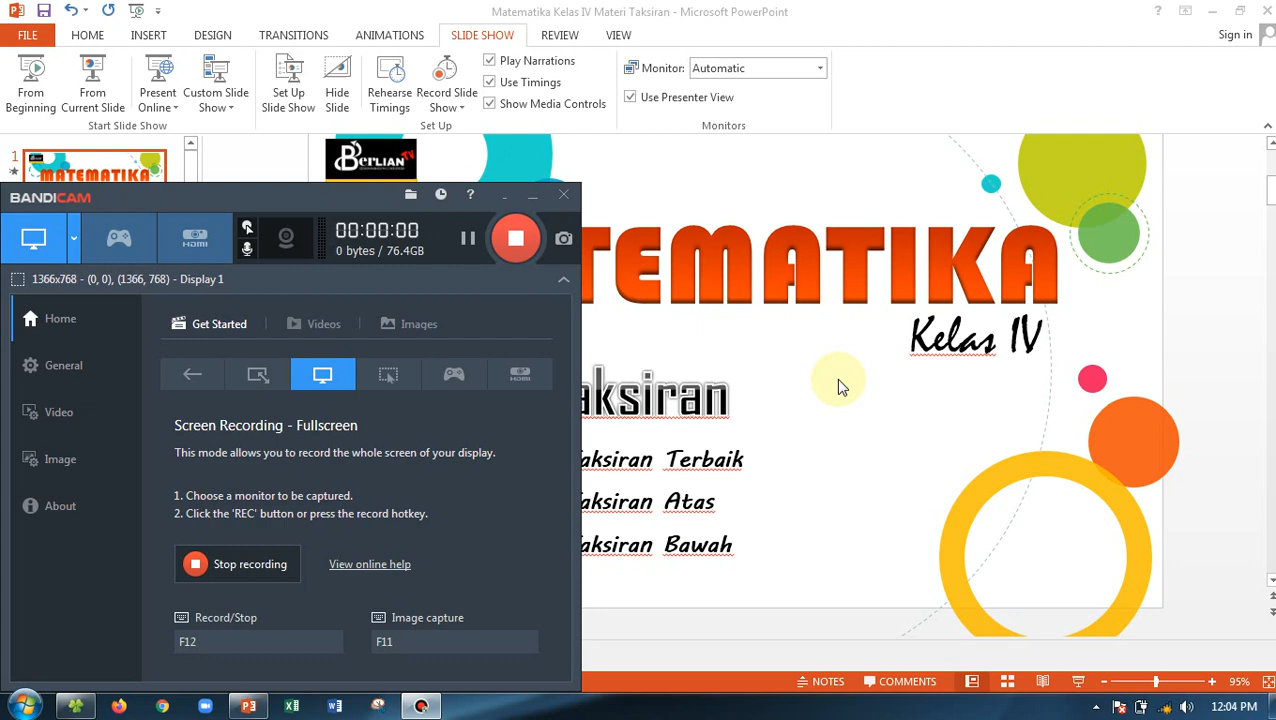 Matematika Kelas IV Materi Taksiran - Microsoft PowerPoint
FILE HOME INSERT DESIGN TRANSITIONS ANIMATIONS SLIDE SHOW REVIEW VIEW Sign in
From Beginning
From Current Slide
Present Online
Custom Slide Show
Set Up Slide Show
Hide Slide
Rehearse Timings
Record Slide Show
Play Narrations
Use Timings
Show Media Controls
Monitor: Automatic
Use Presenter View
Start Slide Show Set Up Monitors
1
MATEMATIKA
BERLIAN TV
BANDICAM
HDMI
00:00:00
0 bytes / 76.4GB
1366x768 - (0, 0), (1366, 768) - Display 1
Home
General
Video
Image
About
Get Started Videos Images
HDMI
Screen Recording - Fullscreen
This mode allows you to record the whole screen of your display.
1. Choose a monitor to be captured.
2. Click the 'REC' button or press the record hotkey.
Stop recording View online help
Record/Stop Image capture
F12 F11
TEMATIKA
Kelas IV
aksiran
aksiran Terbaik
aksiran Atas
aksiran Bawah
NOTES COMMENTS 95%
12:04 PM